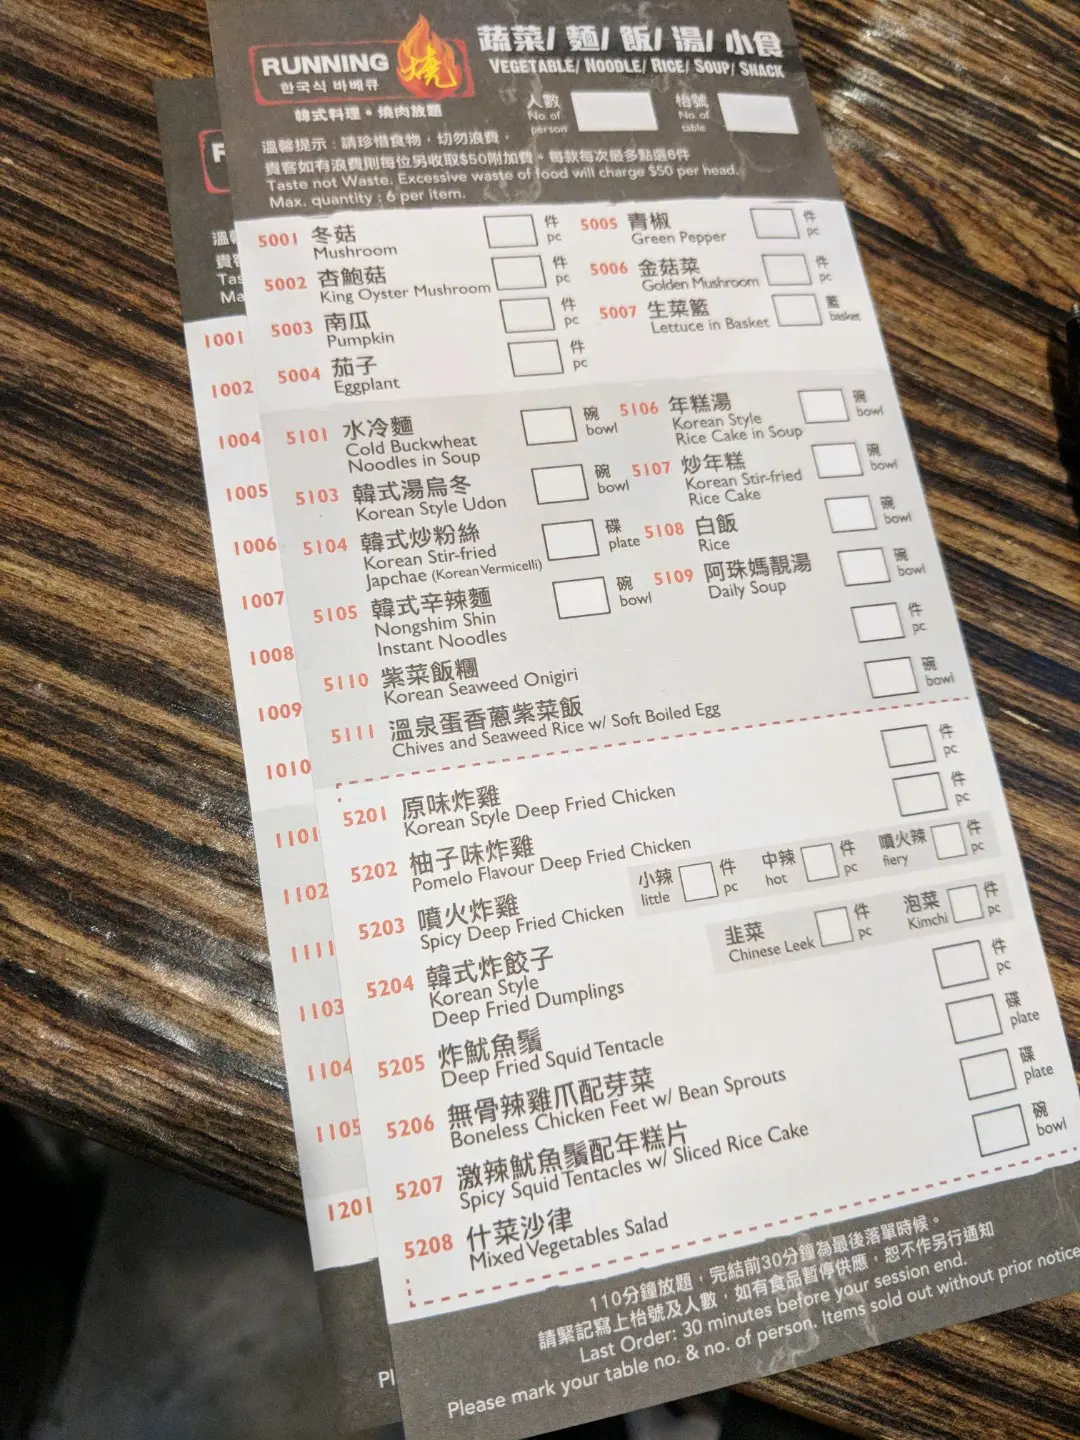 RUNNING 燒
한국식 바베큐
韓式料理・燒肉放題
蔬菜/ 麵/ 飯/ 湯/ 小食
VEGETABLE/ NOODLE/ RICE/ SOUP/ SNACK
人數
No. of
person
枱號
No. of
table
溫馨提示：請珍惜食物，切勿浪費，
貴客如有浪費則每位另收取$50附加費。每款每次最多點選6件
Taste not Waste. Excessive waste of food will charge $50 per head.
Max. quantity : 6 per item.
5001 冬菇 件
Mushroom pc
5002 杏鮑菇 件
King Oyster Mushroom pc
5003 南瓜 件
Pumpkin pc
5004 茄子 件
Eggplant pc
5005 青椒 件
Green Pepper pc
5006 金菇菜 件
Golden Mushroom pc
5007 生菜籃 籃
Lettuce in Basket basket
5101 水冷麵 碗
Cold Buckwheat bowl
Noodles in Soup
5103 韓式湯烏冬 碗
Korean Style Udon bowl
5104 韓式炒粉絲 碟
Korean Stir-fried plate
Japchae (Korean Vermicelli)
5105 韓式辛辣麵 碗
Nongshim Shin bowl
Instant Noodles
5106 年糕湯 碗
Korean Style bowl
Rice Cake in Soup
5107 炒年糕 碗
Korean Stir-fried bowl
Rice Cake
5108 白飯 碗
Rice bowl
5109 阿珠媽靚湯 碗
Daily Soup bowl
5110 紫菜飯糰 件
Korean Seaweed Onigiri pc
5111 溫泉蛋香蔥紫菜飯 碗
Chives and Seaweed Rice w/ Soft Boiled Egg bowl
5201 原味炸雞 件
Korean Style Deep Fried Chicken pc
5202 柚子味炸雞 件
Pomelo Flavour Deep Fried Chicken pc
5203 噴火炸雞 小辣 件 中辣 件 噴火辣 件
Spicy Deep Fried Chicken little pc hot pc fiery pc
5204 韓式炸餃子 韭菜 件 泡菜 件
Korean Style Chinese Leek pc Kimchi pc
Deep Fried Dumplings
5205 炸魷魚鬚 件
Deep Fried Squid Tentacle pc
5206 無骨辣雞爪配芽菜 碟
Boneless Chicken Feet w/ Bean Sprouts plate
5207 激辣魷魚鬚配年糕片 碟
Spicy Squid Tentacles w/ Sliced Rice Cake plate
5208 什菜沙律 碗
Mixed Vegetables Salad bowl
110分鐘放題，完結前30分鐘為最後落單時候。
請緊記寫上枱號及人數，如有食品暫停供應，恕不作另行通知
Last Order: 30 minutes before your session end.
Please mark your table no. & no. of person. Items sold out without prior notice
溫
貴
Tas
Ma
1001
1002
1004
1005
1006
1007
1008
1009
1010
1101
1102
1111
1103
1104
1105
1201
Pl